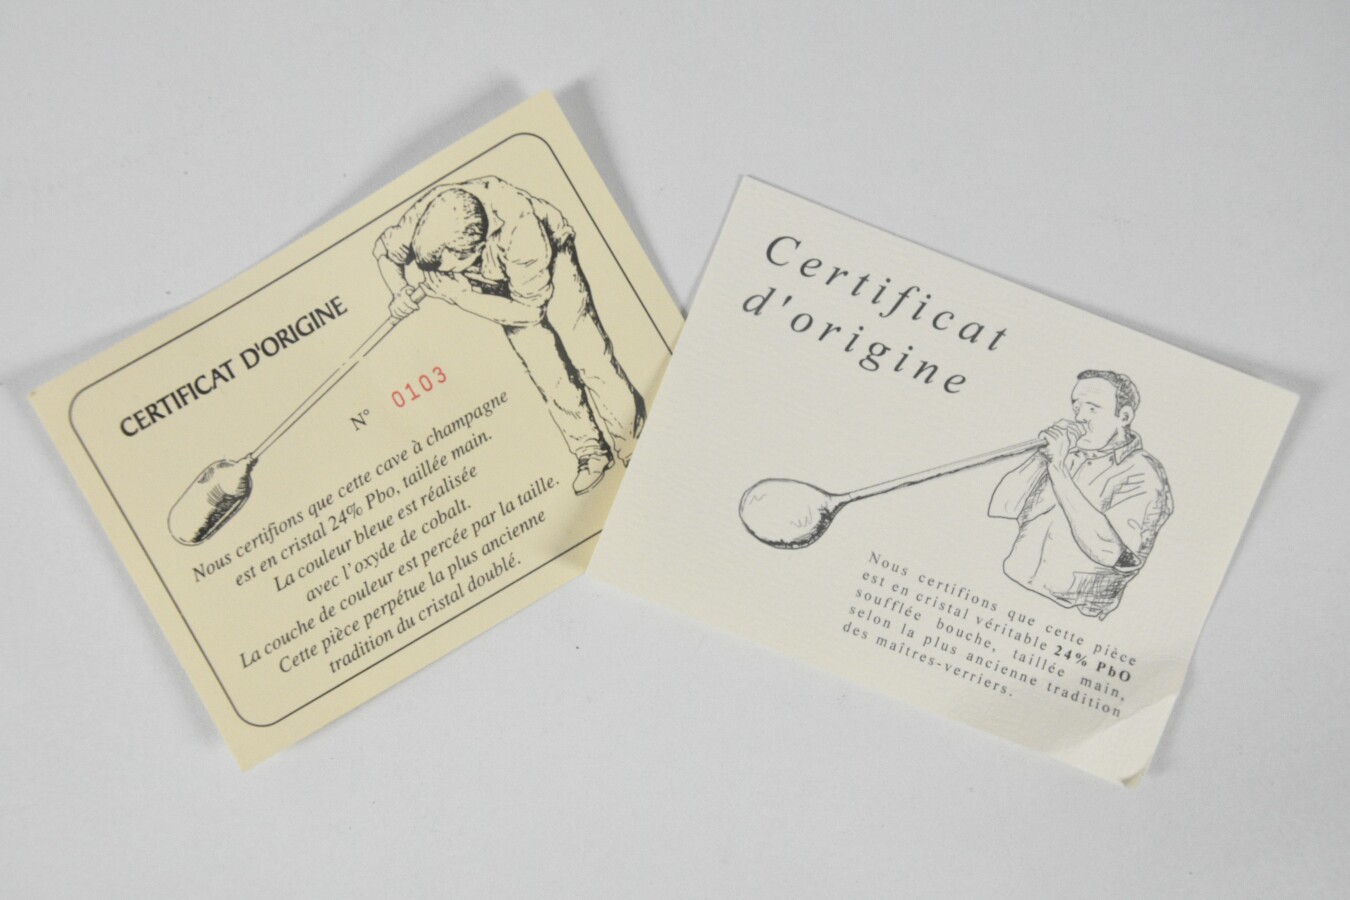 CERTIFICAT D'ORIGINE
N° 0103
Nous certifions que cette cave à champagne
est en cristal 24% Pbo, taillée main.
La couleur bleue est réalisée
avec l'oxyde de cobalt.
La couche de couleur est percée par la taille.
Cette pièce perpétue la plus ancienne
tradition du cristal doublé.
Certificat
d'origine
Nous certifions que cette pièce
est en cristal véritable 24% PbO
soufflée bouche, taillée main,
selon la plus ancienne tradition
des maîtres-verriers.